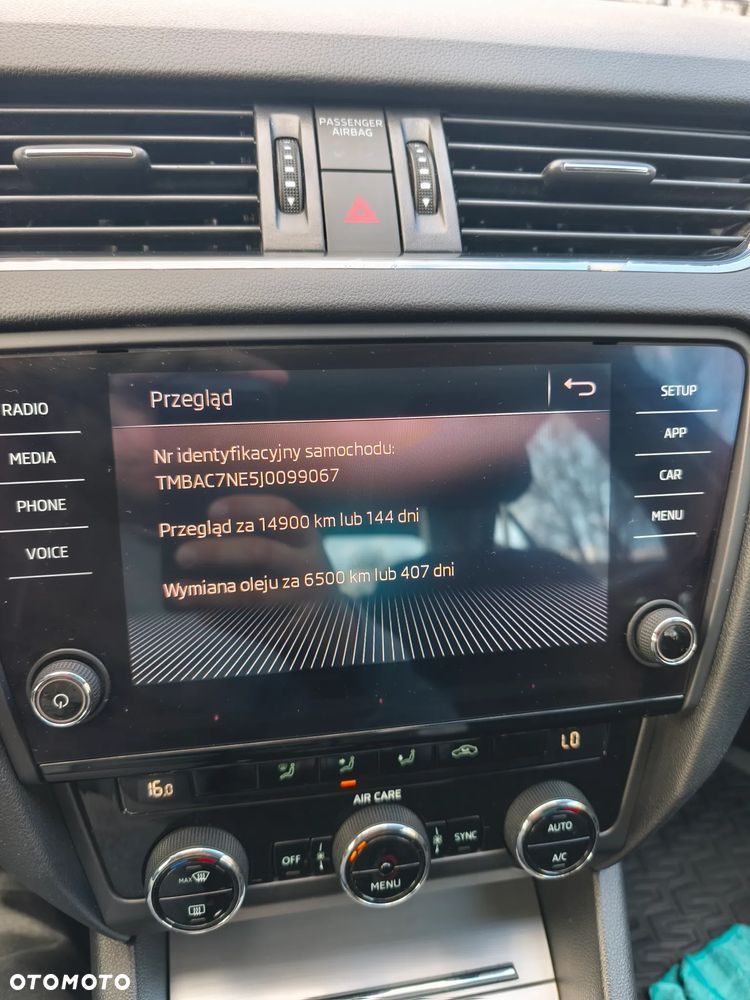 PASSENGER
AIRBAG
RADIO
MEDIA
PHONE
VOICE
Przegląd
Nr identyfikacyjny samochodu:
TMBAC7NE5J0099067
Przegląd za 14900 km lub 144 dni
Wymiana oleju za 6500 km lub 407 dni
SETUP
APP
CAR
MENU
16.0
LO
AIR CARE
MAX
OFF
MENU
SYNC
AUTO
A/C
OTOMOTO